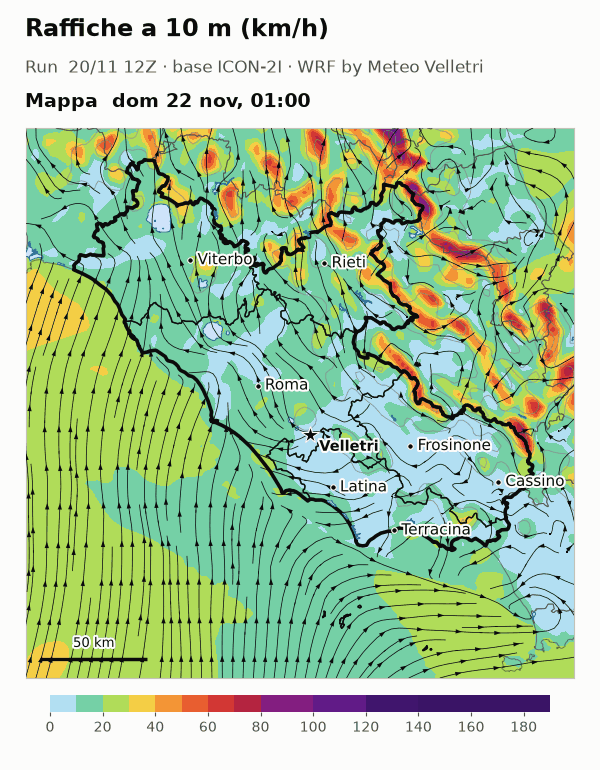 Raffiche a 10 m (km/h)
Run  20/11 12Z · base ICON-2I · WRF by Meteo Velletri
Mappa  dom 22 nov, 01:00
Viterbo
Rieti
Roma
Velletri
Frosinone
Latina
Cassino
Terracina
50 km
0 20 40 60 80 100 120 140 160 180